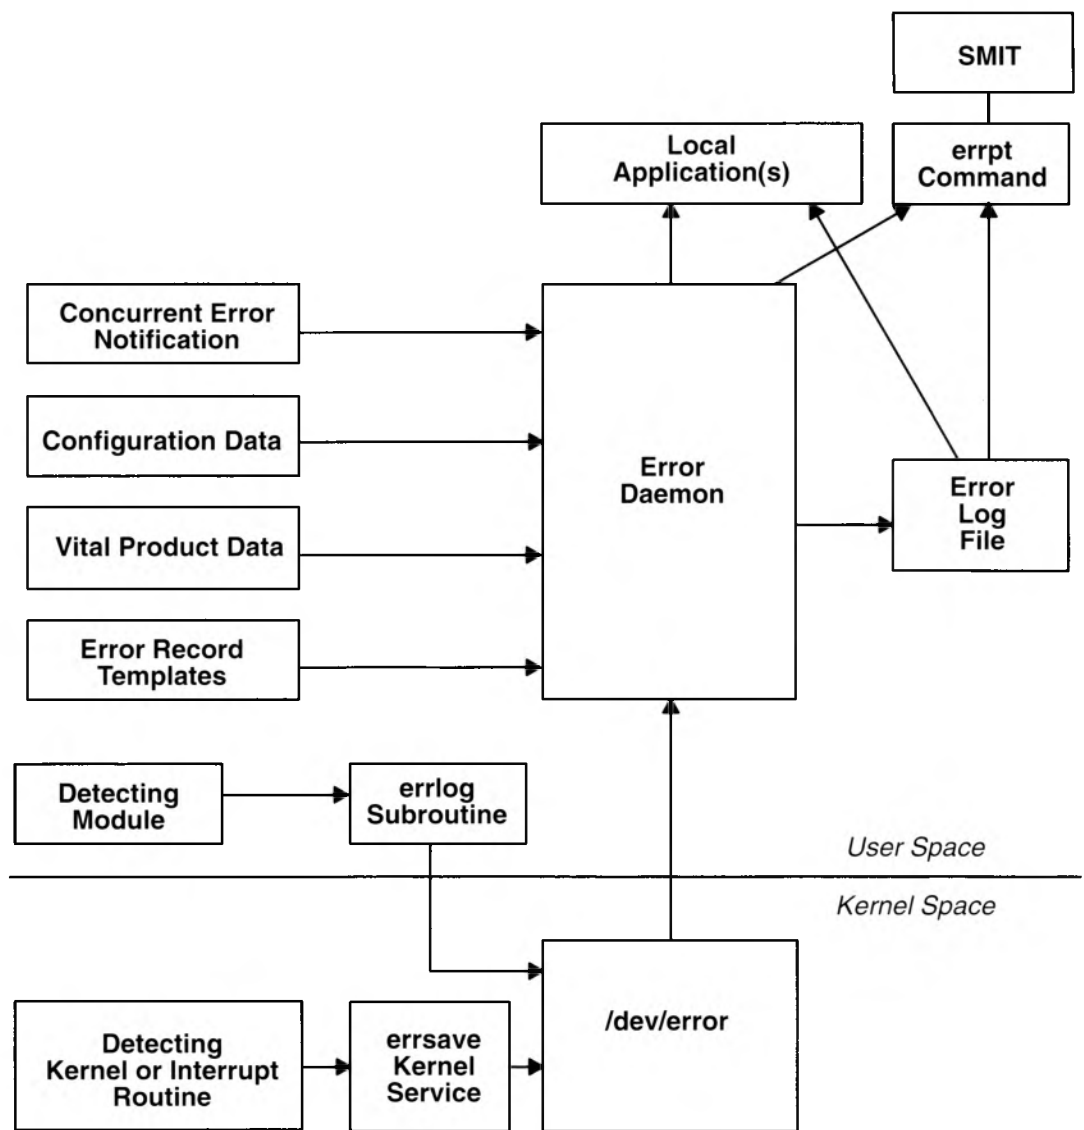 SMIT
Local
Application(s)
errpt
Command
Concurrent Error
Notification
Configuration Data
Error
Daemon
Error
Log
File
Vital Product Data
Error Record
Templates
Detecting
Module
errlog
Subroutine
User Space
Kernel Space
/dev/error
Detecting
Kernel or Interrupt
Routine
errsave
Kernel
Service